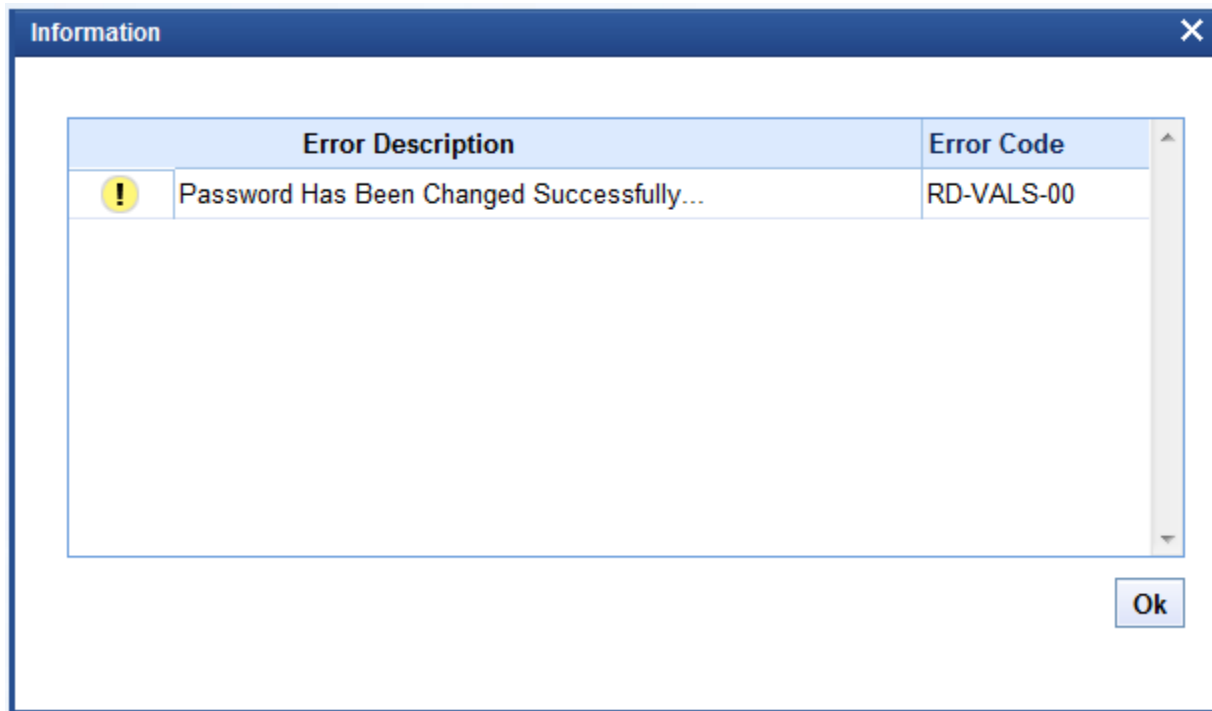 Information
Error Description Error Code
! Password Has Been Changed Successfully... RD-VALS-00
Ok